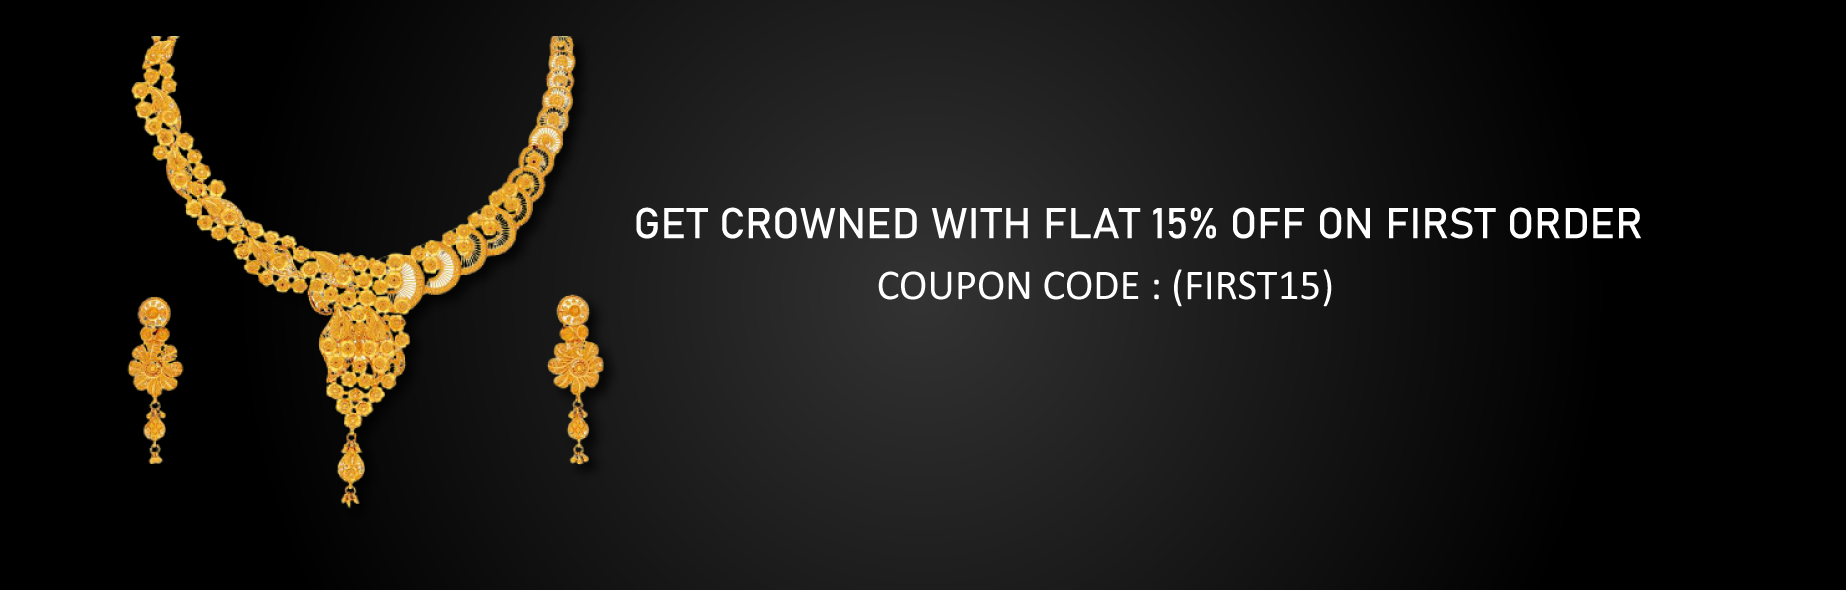 GET CROWNED WITH FLAT 15% OFF ON FIRST ORDER
COUPON CODE : (FIRST15)